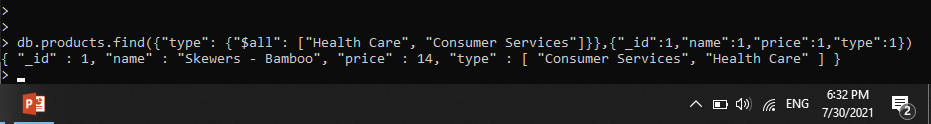 >
>
> db.products.find({"type": {"$all": ["Health Care", "Consumer Services"]}},{"_id":1,"name":1,"price":1,"type":1})
{ "_id" : 1, "name" : "Skewers - Bamboo", "price" : 14, "type" : [ "Consumer Services", "Health Care" ] }
>
P
ENG
6:32 PM
7/30/2021
2